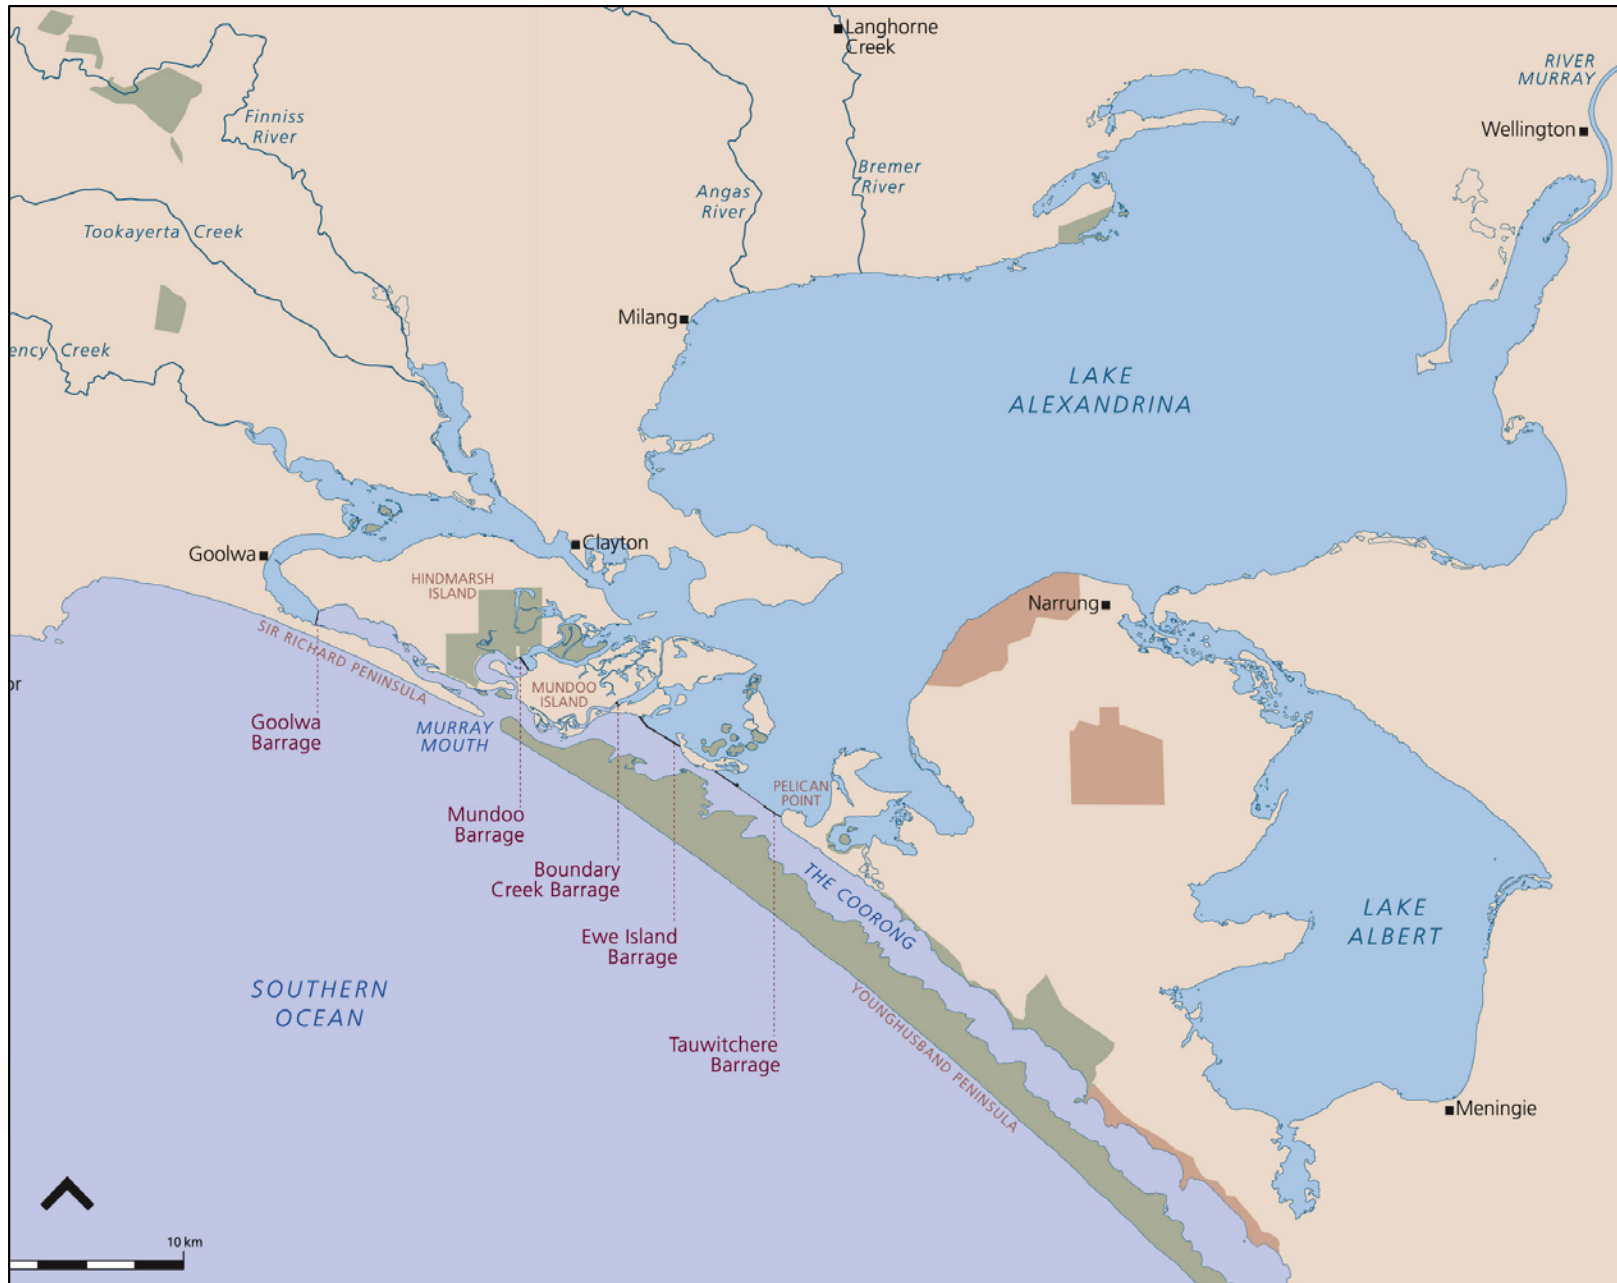 Langhorne
Creek
RIVER
MURRAY
Wellington
Finniss
River
Bremer
River
Angas
River
Tookayerta Creek
Milang
ency Creek
LAKE
ALEXANDRINA
Clayton
Goolwa
HINDMARSH
ISLAND
Narrung
SIR RICHARD PENINSULA
or
MUNDOO
ISLAND
Goolwa
Barrage
MURRAY
MOUTH
PELICAN
POINT
Mundoo
Barrage
Boundary
Creek Barrage
THE COORONG
LAKE
ALBERT
Ewe Island
Barrage
SOUTHERN
OCEAN
YOUNGHUSBAND PENINSULA
Tauwitchere
Barrage
Meningie
10 km